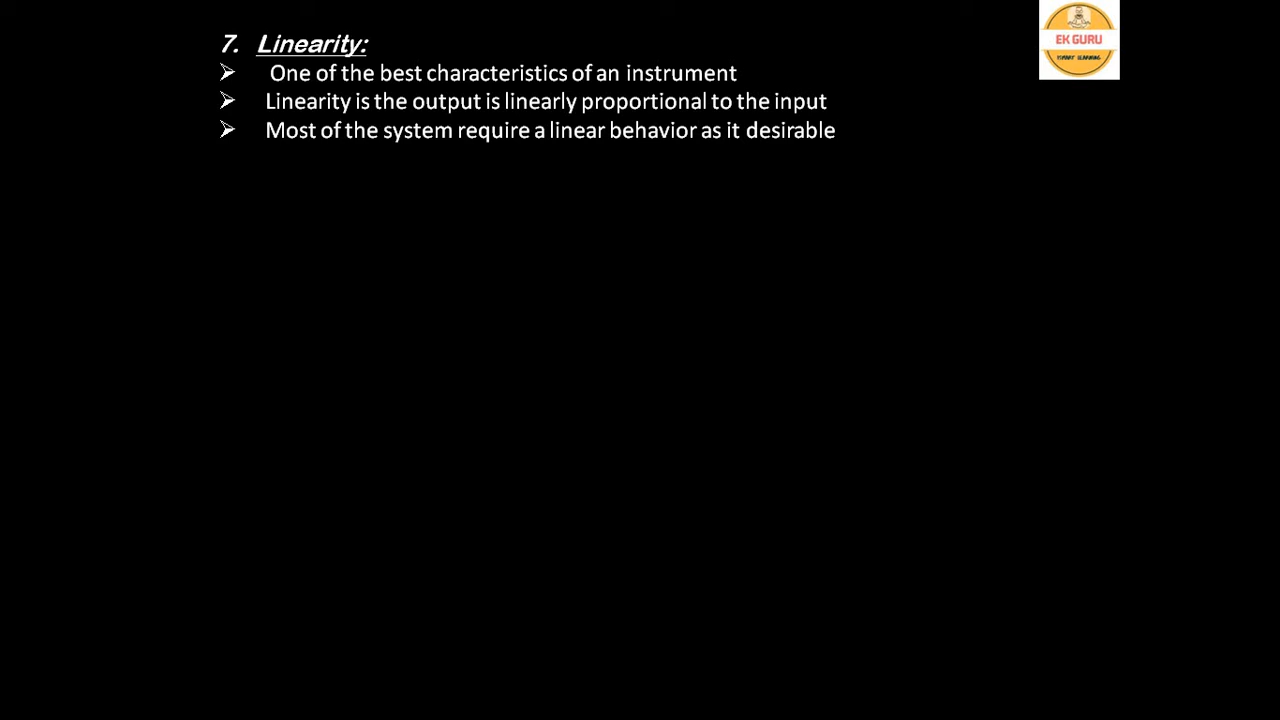 7. Linearity:
➢ One of the best characteristics of an instrument
➢ Linearity is the output is linearly proportional to the input
➢ Most of the system require a linear behavior as it desirable
EK GURU